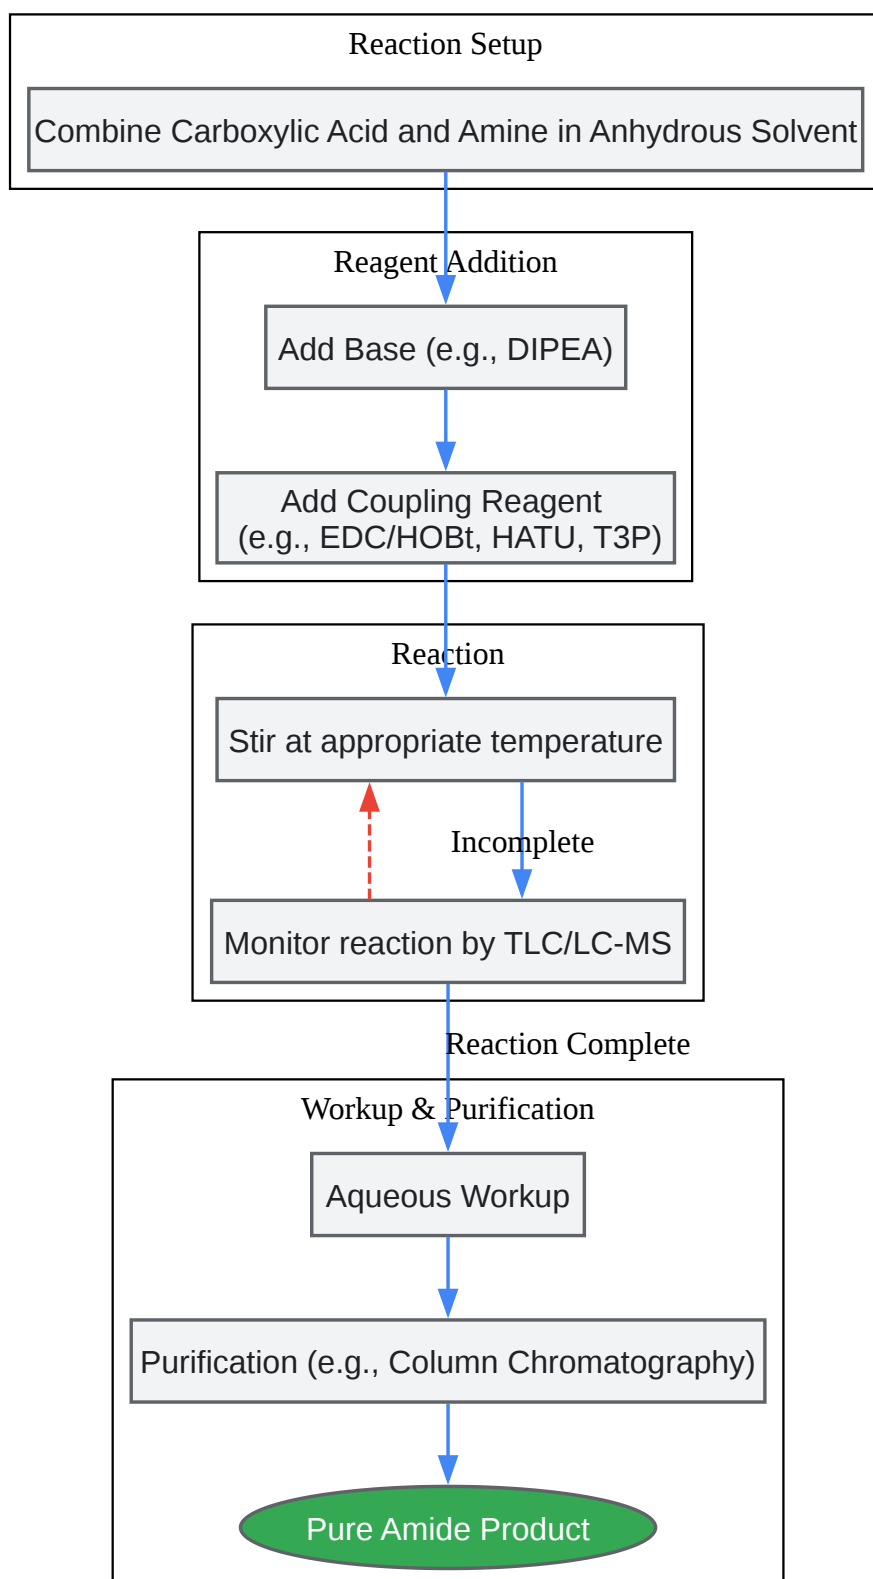 Reaction Setup
Combine Carboxylic Acid and Amine in Anhydrous Solvent
Reagent Addition
Add Base (e.g., DIPEA)
Add Coupling Reagent
(e.g., EDC/HOBt, HATU, T3P)
Reaction
Stir at appropriate temperature
Incomplete
Monitor reaction by TLC/LC-MS
Reaction Complete
Workup & Purification
Aqueous Workup
Purification (e.g., Column Chromatography)
Pure Amide Product